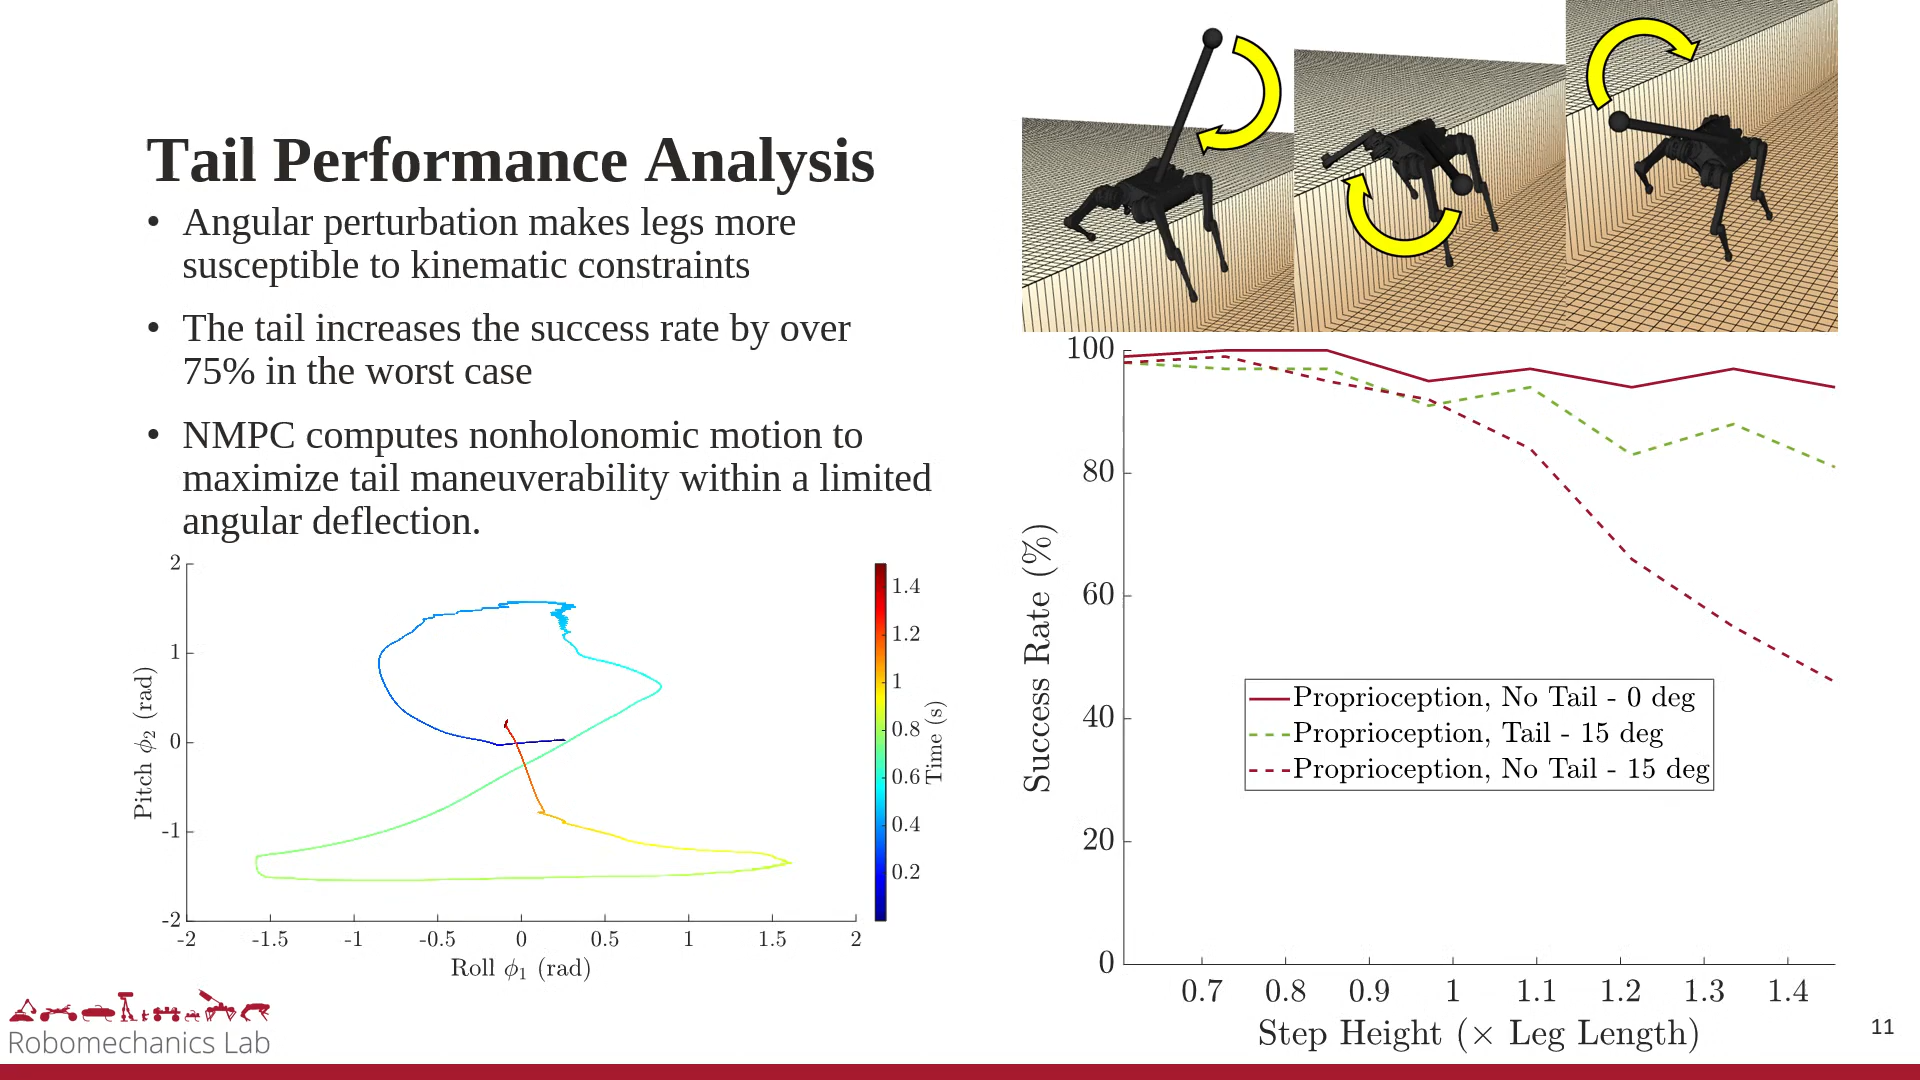 Tail Performance Analysis
• Angular perturbation makes legs more
susceptible to kinematic constraints
• The tail increases the success rate by over
75% in the worst case
• NMPC computes nonholonomic motion to
maximize tail maneuverability within a limited
angular deflection.
2
1
0
-1
-2
Pitch ϕ₂ (rad)
-2 -1.5 -1 -0.5 0 0.5 1 1.5 2
Roll ϕ₁ (rad)
1.4
1.2
1
0.8
0.6
0.4
0.2
Time (s)
100
80
60
40
20
0
Success Rate (%)
Proprioception, No Tail - 0 deg
Proprioception, Tail - 15 deg
Proprioception, No Tail - 15 deg
0.7 0.8 0.9 1 1.1 1.2 1.3 1.4
Step Height (× Leg Length)
Robomechanics Lab
11